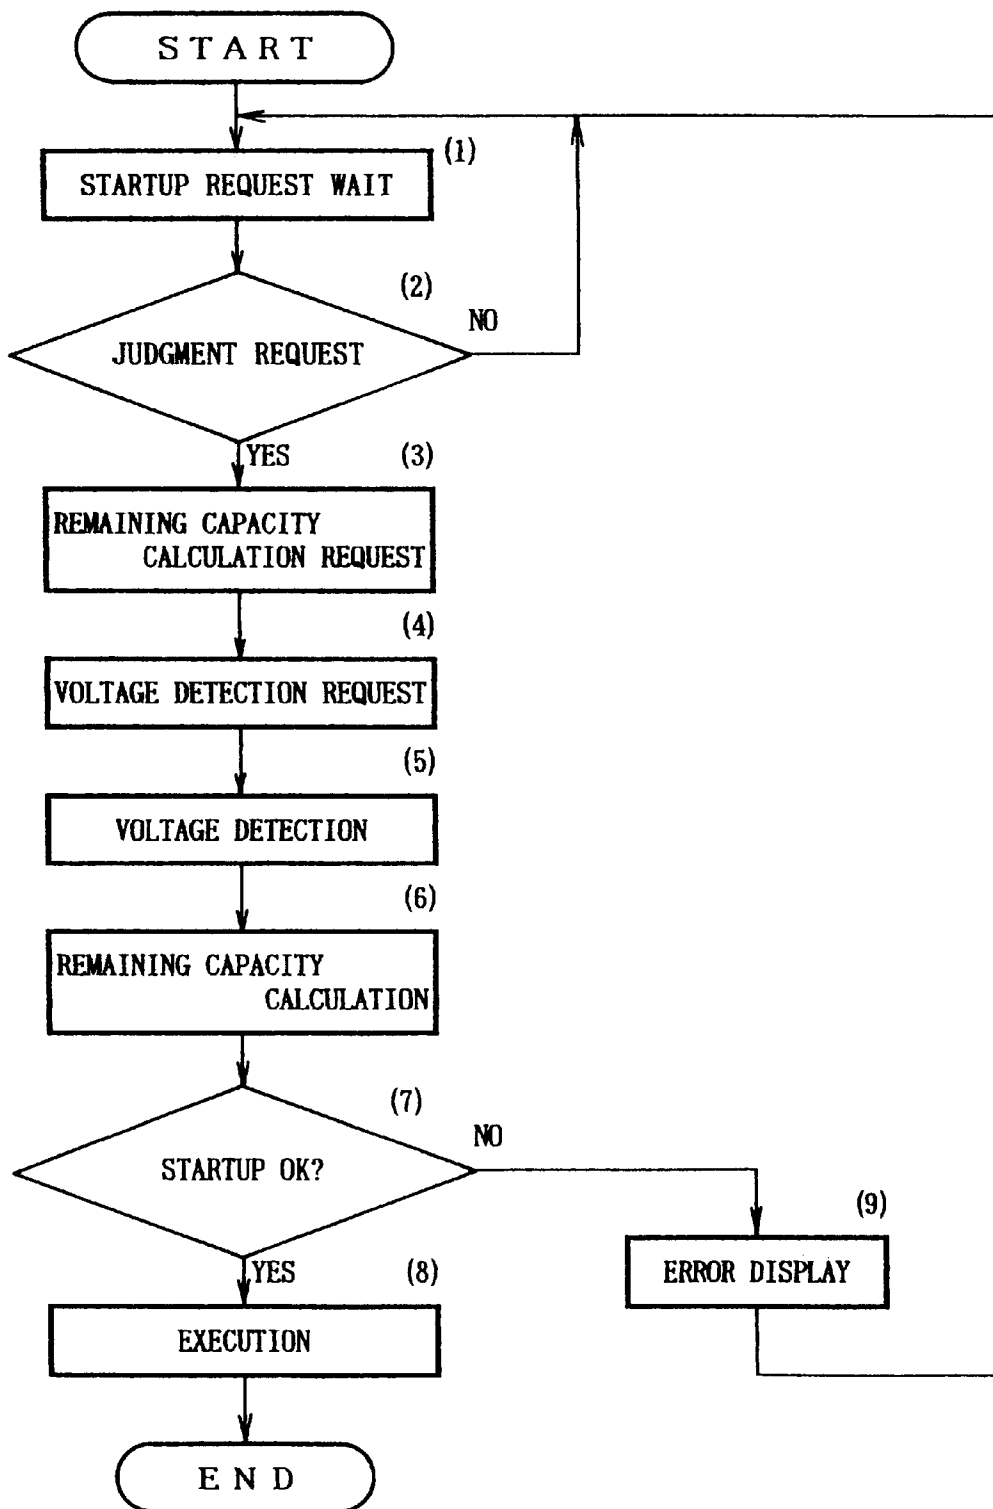 START
(1)
STARTUP REQUEST WAIT
(2)
NO
JUDGMENT REQUEST
YES
(3)
REMAINING CAPACITY
CALCULATION REQUEST
(4)
VOLTAGE DETECTION REQUEST
(5)
VOLTAGE DETECTION
(6)
REMAINING CAPACITY
CALCULATION
(7)
NO
STARTUP OK?
(9)
ERROR DISPLAY
YES
(8)
EXECUTION
END